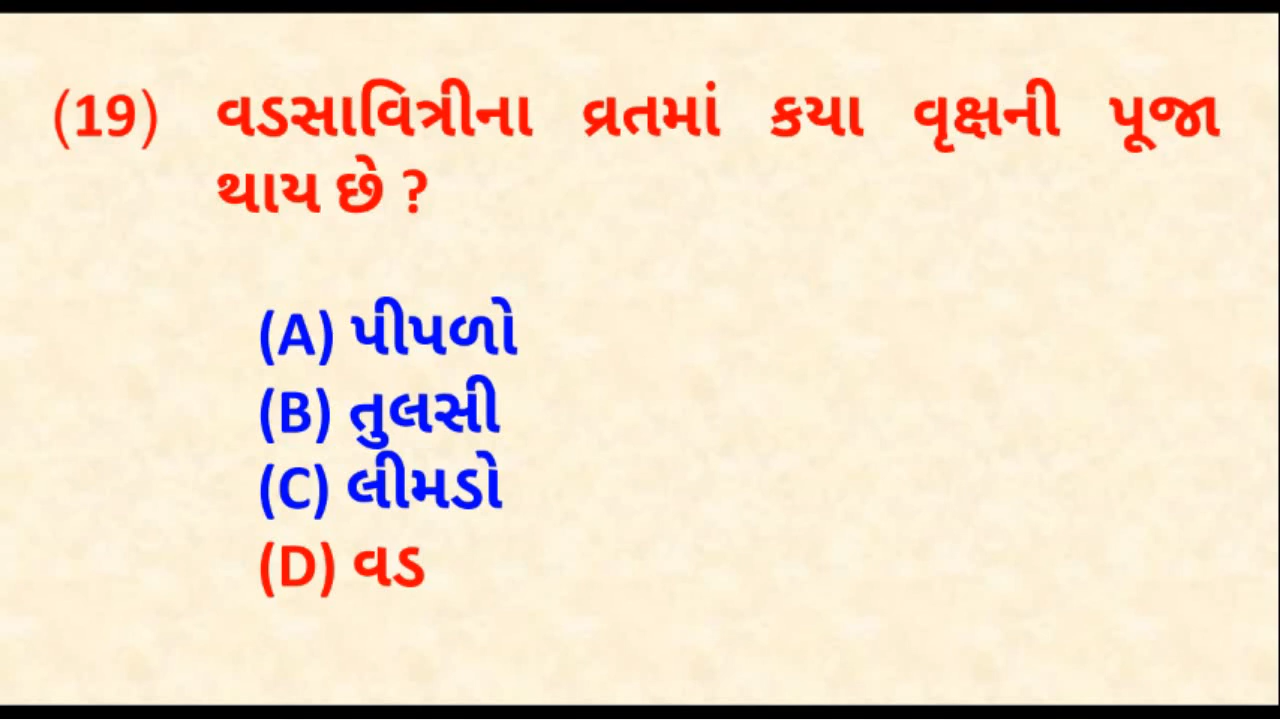 (19) વડસાવિત્રીના વ્રતમાં કયા વૃક્ષની પૂજા
થાય છે ?
(A) પીપળો
(B) તુલસી
(C) લીમડો
(D) વડ